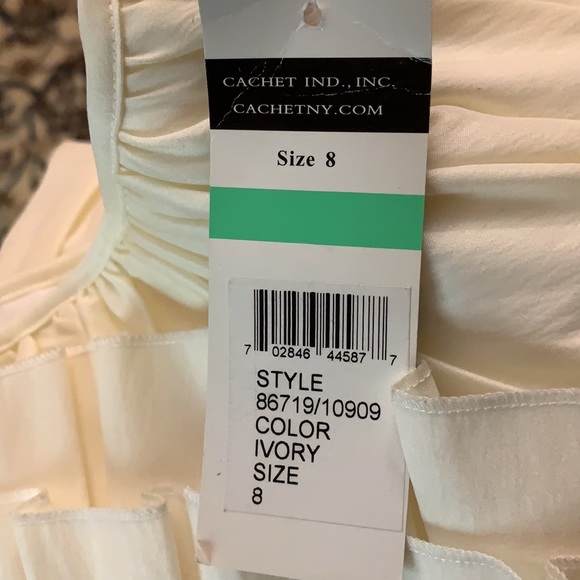 CACHET IND., INC.
CACHETNY.COM
Size 8
7 02846 44587 7
STYLE
86719/10909
COLOR
IVORY
SIZE
8